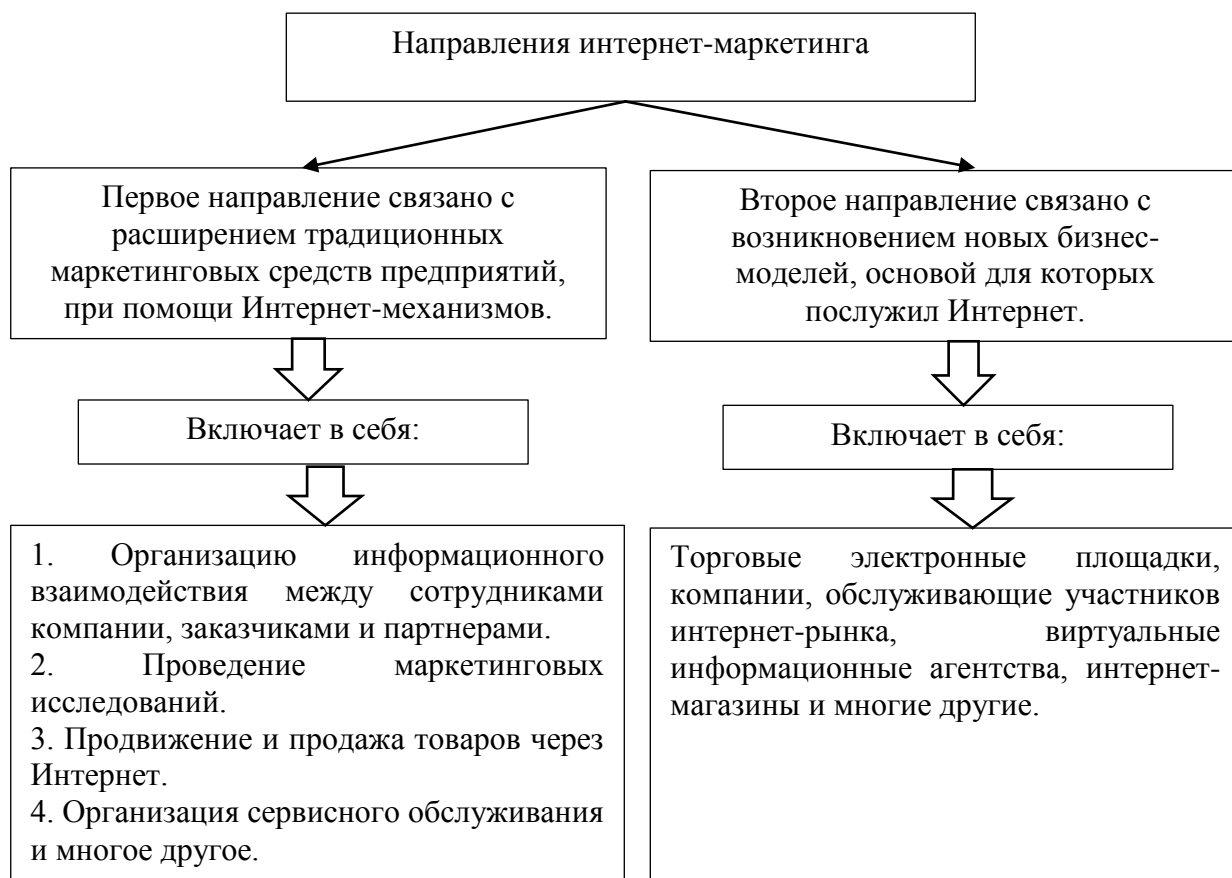 Направления интернет-маркетинга
Первое направление связано с
расширением традиционных
маркетинговых средств предприятий,
при помощи Интернет-механизмов.
Включает в себя:
1. Организацию информационного
взаимодействия между сотрудниками
компании, заказчиками и партнерами.
2. Проведение маркетинговых
исследований.
3. Продвижение и продажа товаров через
Интернет.
4. Организация сервисного обслуживания
и многое другое.
Второе направление связано с
возникновением новых бизнес-
моделей, основой для которых
послужил Интернет.
Включает в себя:
Торговые электронные площадки,
компании, обслуживающие участников
интернет-рынка, виртуальные
информационные агентства, интернет-
магазины и многие другие.